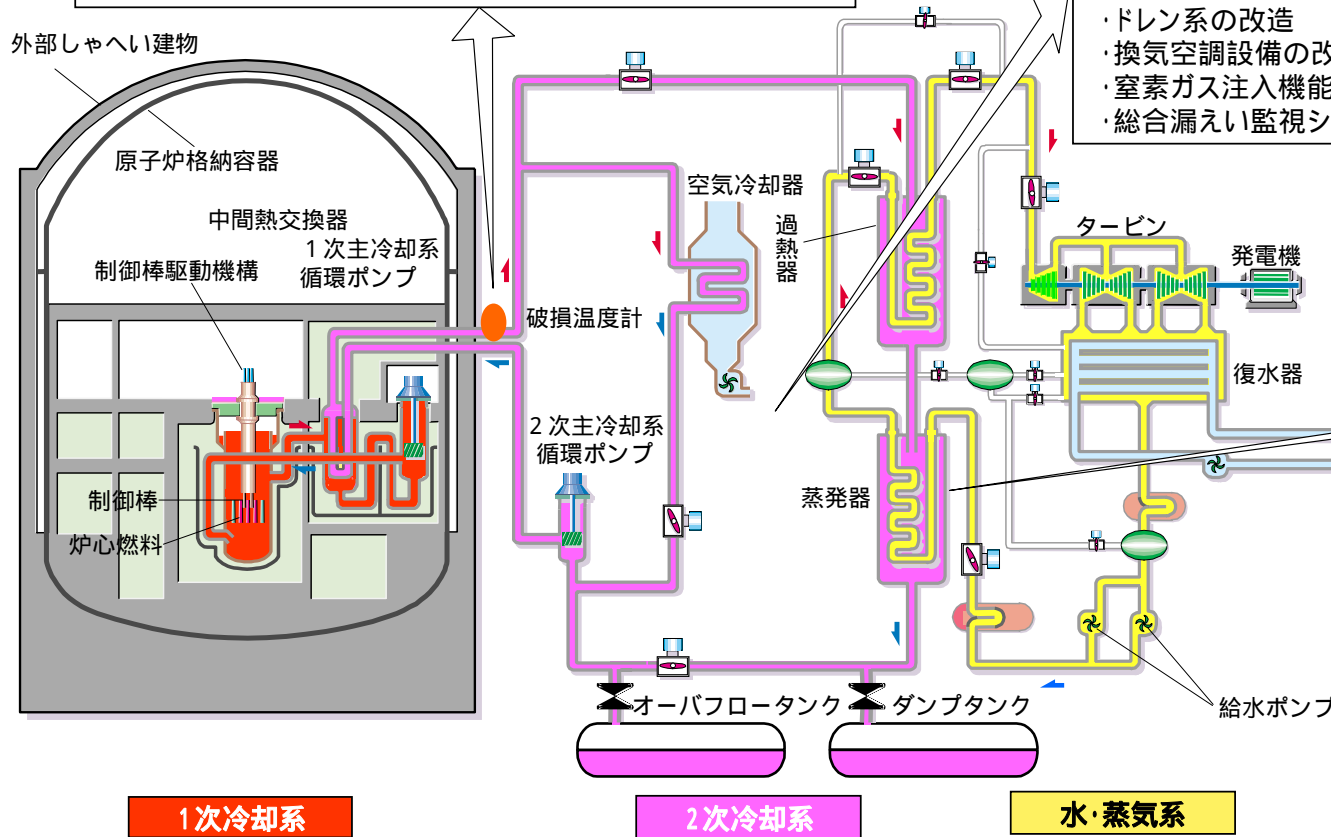 ・ドレン系の改造
外部しゃへい建物
・換気空調設備の改
・窒素ガス注入機能
・総合漏えい監視シ
原子炉格納容器
空気冷却器
中間熱交換器
過熱器
タービン
1次主冷却系
循環ポンプ
発電機
制御棒駆動機構
破損温度計
復水器
2次主冷却系
循環ポンプ
制御棒
蒸発器
炉心燃料
オーバフロータンク
ダンプタンク
給水ポンプ
1次冷却系
2次冷却系
水・蒸気系